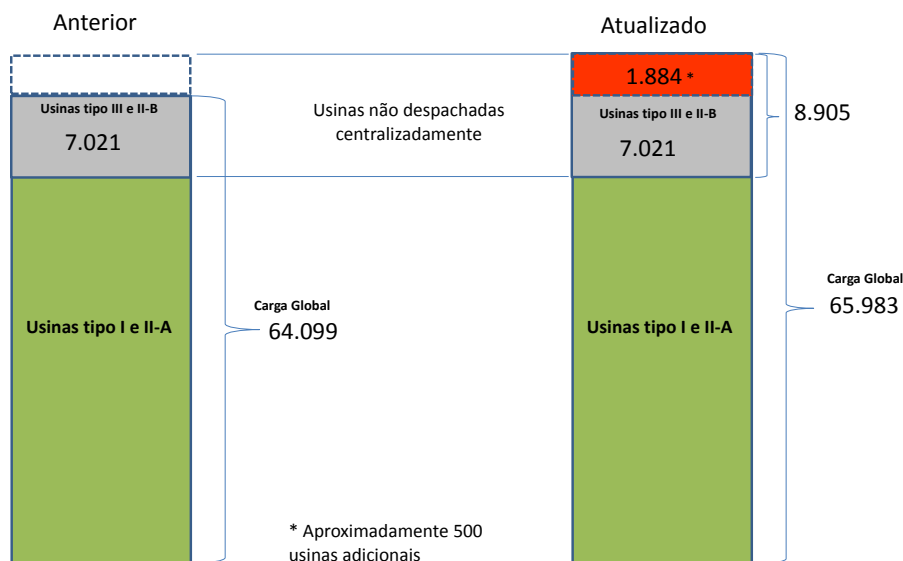 Anterior
Atualizado
1.884 *
Usinas tipo III e II-B
7.021
Usinas não despachadas
centralizadamente
Usinas tipo III e II-B
7.021
8.905
Usinas tipo I e II-A
Carga Global
64.099
Usinas tipo I e II-A
Carga Global
65.983
* Aproximadamente 500
usinas adicionais